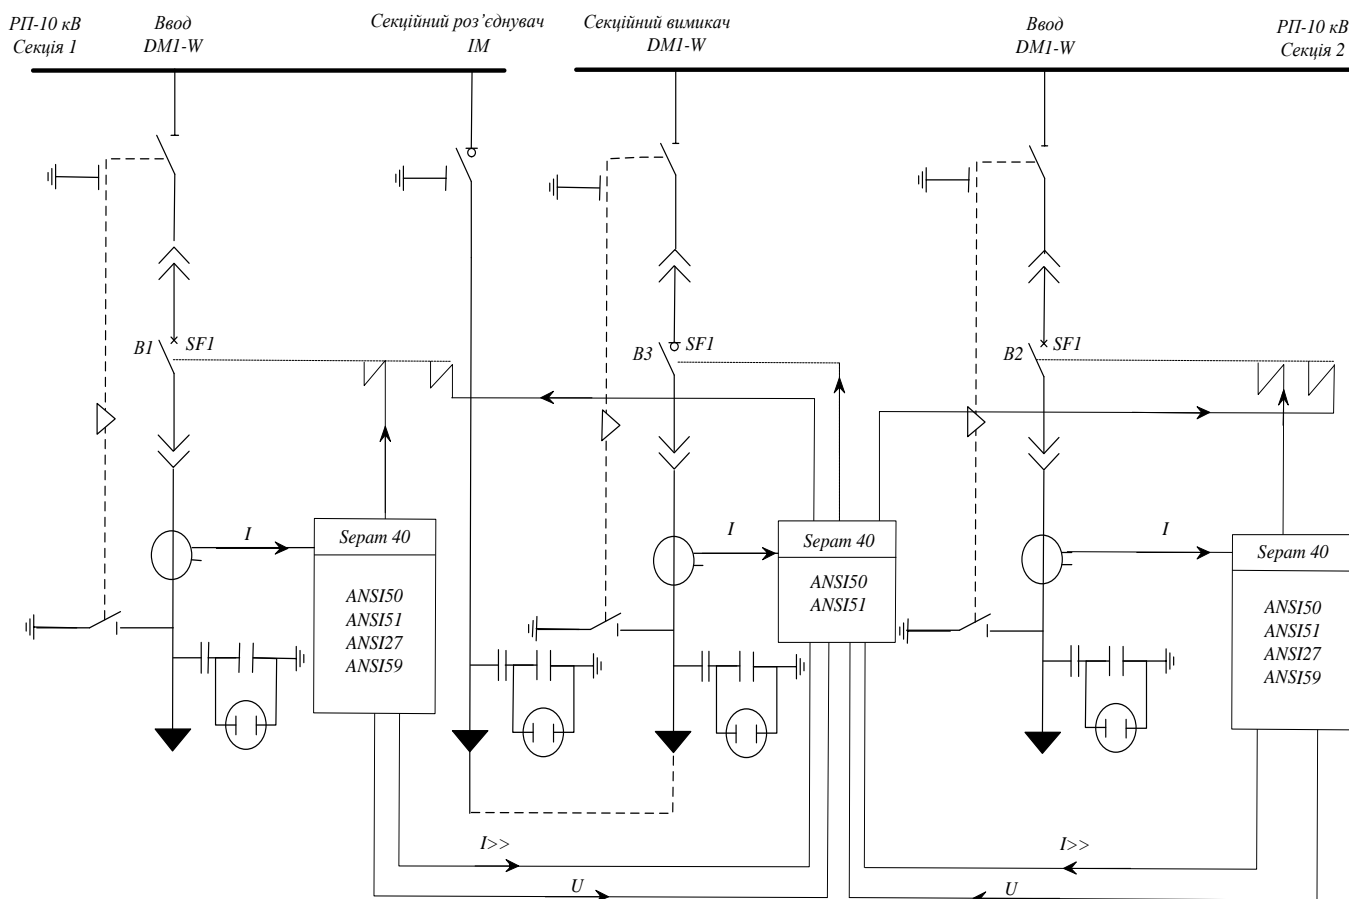 РП-10 кВ
Секція 1
Ввод
DM1-W
Секційний роз’єднувач
IM
Секційний вимикач
DM1-W
Ввод
DM1-W
РП-10 кВ
Секція 2
B1
SF1
B3
SF1
B2
SF1
I
Sepam 40
ANSI50
ANSI51
ANSI27
ANSI59
I
Sepam 40
ANSI50
ANSI51
I
Sepam 40
ANSI50
ANSI51
ANSI27
ANSI59
I>>
I>>
U
U